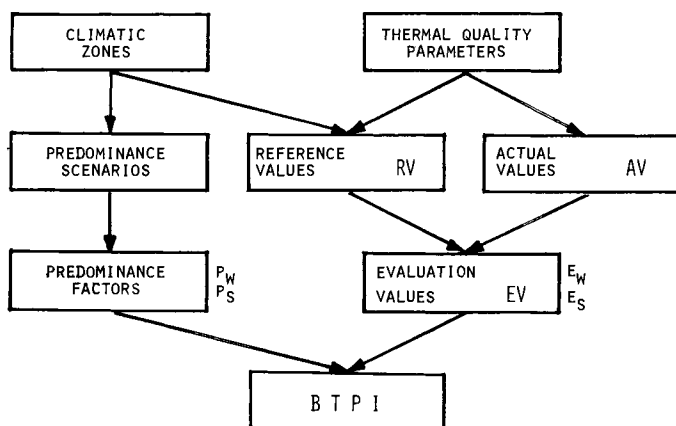 CLIMATIC
ZONES
THERMAL QUALITY
PARAMETERS
PREDOMINANCE
SCENARIOS
REFERENCE
VALUES RV
ACTUAL
VALUES AV
PREDOMINANCE
FACTORS
PW
PS
EVALUATION
VALUES EV
EW
ES
B T P I